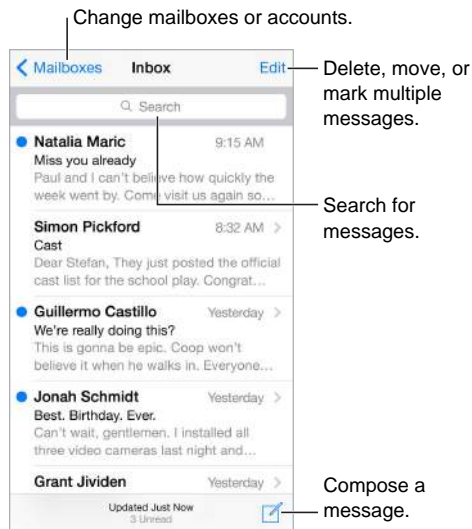 Change mailboxes or accounts.
Mailboxes Inbox Edit
Delete, move, or
mark multiple
messages.
Search
Natalia Maric 9:15 AM
Miss you already
Paul and I can't believe how quickly the
week went by. Come visit us again so...
Search for
messages.
Simon Pickford 8:32 AM
Cast
Dear Stefan, They just posted the official
cast list for the school play. Congrat...
Guillermo Castillo Yesterday
We're really doing this?
This is gonna be epic. Coop won't
believe it when he walks in. Everyone...
Jonah Schmidt Yesterday
Best. Birthday. Ever.
Can't wait, gentlemen. I installed all
three video cameras last night and...
Grant Jividen Yesterday
Updated Just Now
3 Unread
Compose a
message.